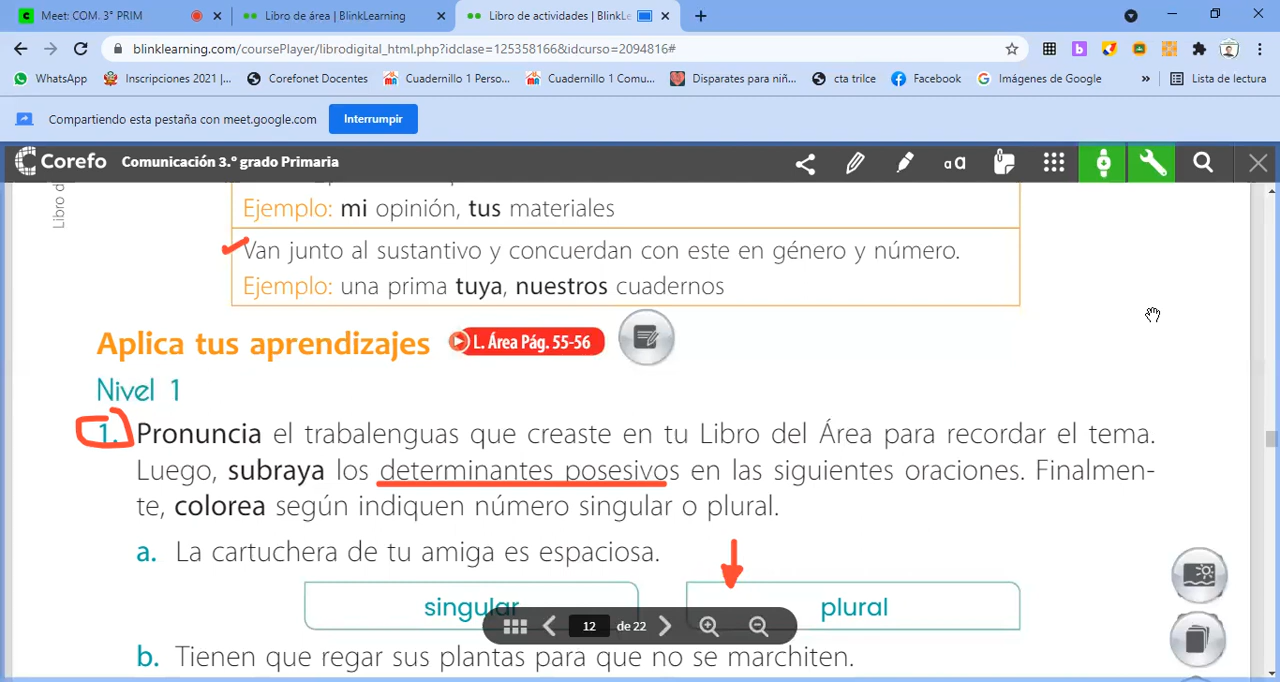 Meet: COM. 3° PRIM
Libro de área | BlinkLearning
Libro de actividades | BlinkL
blinklearning.com/coursePlayer/librodigital_html.php?idclase=125358166&idcurso=2094816#
WhatsApp
Inscripciones 2021 |...
Corefonet Docentes
Cuadernillo 1 Perso...
Cuadernillo 1 Comu...
Disparates para niñ...
cta trilce
Facebook
Imágenes de Google
»
Lista de lectura
Compartiendo esta pestaña con meet.google.com
Interrumpir
Corefo
Comunicación 3.º grado Primaria
aa
Libro d
Ejemplo: mi opinión, tus materiales
Van junto al sustantivo y concuerdan con este en género y número.
Ejemplo: una prima tuya, nuestros cuadernos
Aplica tus aprendizajes
L. Área Pág. 55-56
Nivel 1
1. Pronuncia el trabalenguas que creaste en tu Libro del Área para recordar el tema.
Luego, subraya los determinantes posesivos en las siguientes oraciones. Finalmen-
te, colorea según indiquen número singular o plural.
a. La cartuchera de tu amiga es espaciosa.
singular
plural
12
de 22
b. Tienen que regar sus plantas para que no se marchiten.